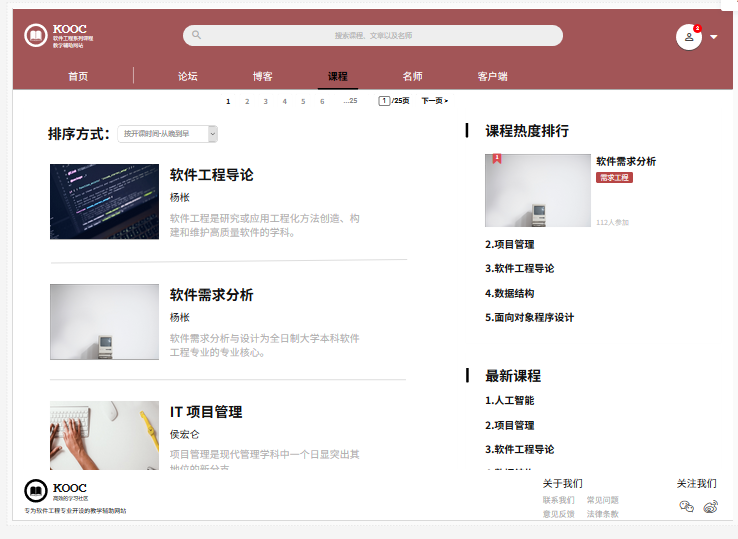 KOOC
软件工程系列课程
教学辅助网站
搜索课程、文章以及名师
2
首页 论坛 博客 课程 名师 客户端
1 2 3 4 5 6 ...25 1 /25页 下一页 >
排序方式：
按开课时间-从晚到早
软件工程导论
杨枨
软件工程是研究或应用工程化方法创造、构
建和维护高质量软件的学科。
软件需求分析
杨枨
软件需求分析与设计为全日制大学本科软件
工程专业的专业核心。
IT 项目管理
侯宏仑
项目管理是现代管理学科中一个日显突出其
地位的新分支
课程热度排行
1
软件需求分析
需求工程
112人参加
2.项目管理
3.软件工程导论
4.数据结构
5.面向对象程序设计
最新课程
1.人工智能
2.项目管理
3.软件工程导论
KOOC
高效的学习社区
专为软件工程专业开设的教学辅助网站
关于我们
联系我们 常见问题
意见反馈 法律条款
关注我们